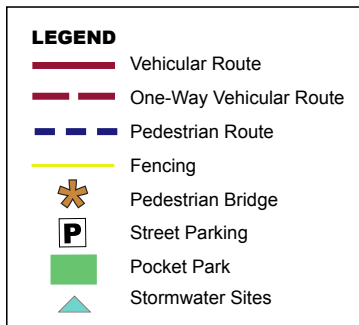 LEGEND
Vehicular Route
One-Way Vehicular Route
Pedestrian Route
Fencing
Pedestrian Bridge
P Street Parking
Pocket Park
Stormwater Sites